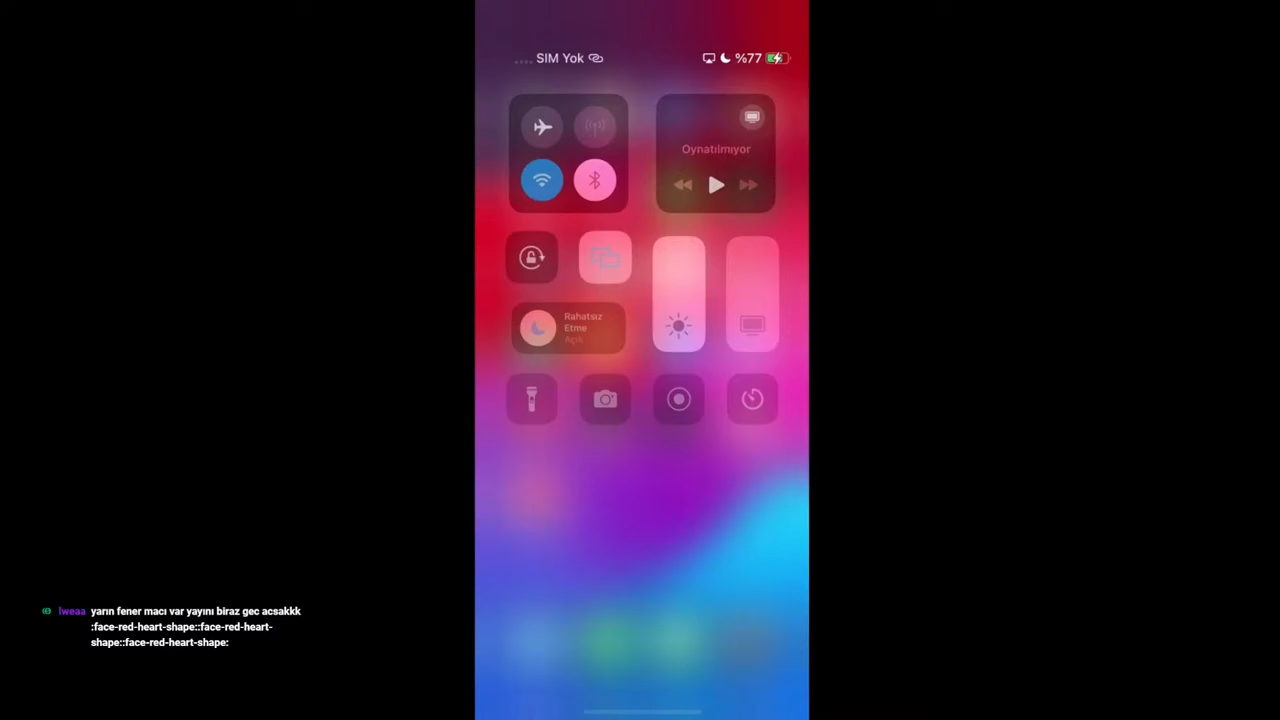 SIM Yok
%77
Oynatılmıyor
Rahatsız
Etme
Açık
lweaa yarın fener macı var yayını biraz gec acsakkk
:face-red-heart-shape::face-red-heart-
shape::face-red-heart-shape: